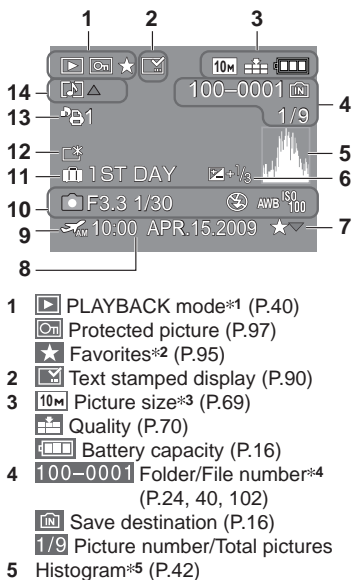 1 2 3
10M
100–0001 IN
14 4
1/9
13 1
12 5
11 1ST DAY +1/3 6
10 F3.3 1/30 AWB ISO 100
9 AM 10:00 APR.15.2009 7
8
1 PLAYBACK mode*1 (P.40)
Protected picture (P.97)
Favorites*2 (P.95)
2 Text stamped display (P.90)
3 10M Picture size*3 (P.69)
Quality (P.70)
Battery capacity (P.16)
4 100–0001 Folder/File number*4
(P.24, 40, 102)
IN Save destination (P.16)
1/9 Picture number/Total pictures
5 Histogram*5 (P.42)